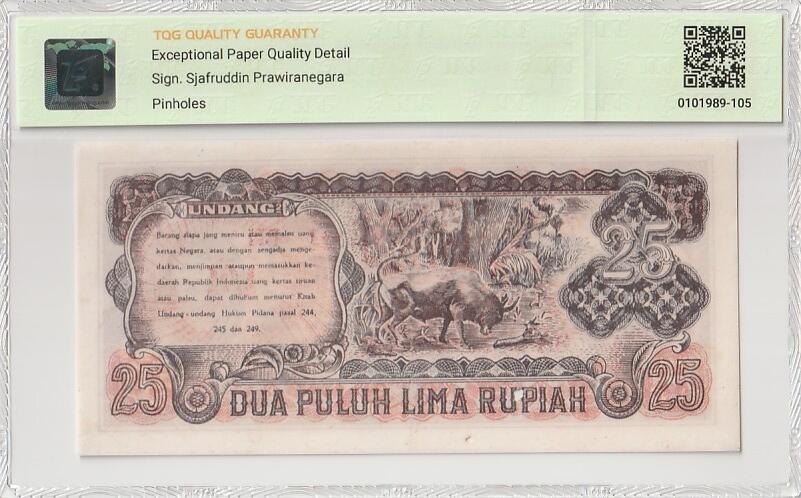 TQG QUALITY GUARANTY
Exceptional Paper Quality Detail
Sign. Sjafruddin Prawiranegara
Pinholes
0101989-105
UNDANG²
Barang siapa jang meniru atau memalsu uang
kertas Negara, atau dengan sengadja menge-
darkan, menjimpan ataupun memasukkan ke-
daerah Republik Indonesia uang kertas tiruan
atau palsu, dapat dihukum menurut Kitab
Undang-undang Hukum Pidana pasal 244,
245 dan 249.
25
25
DUA PULUH LIMA RUPIAH
25